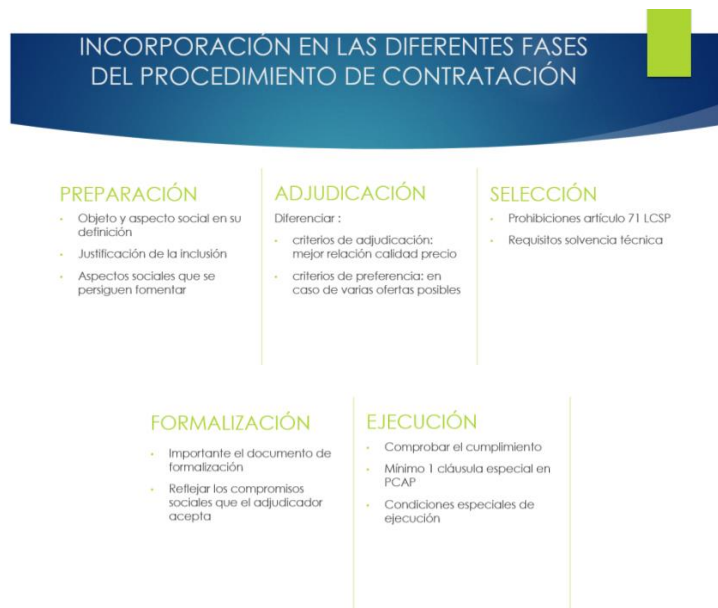 INCORPORACIÓN EN LAS DIFERENTES FASES
DEL PROCEDIMIENTO DE CONTRATACIÓN
PREPARACIÓN
• Objeto y aspecto social en su
definición
• Justificación de la inclusión
• Aspectos sociales que se
persiguen fomentar
ADJUDICACIÓN
Diferenciar :
• criterios de adjudicación:
mejor relación calidad precio
• criterios de preferencia: en
caso de varias ofertas posibles
SELECCIÓN
• Prohibiciones artículo 71 LCSP
• Requisitos solvencia técnica
FORMALIZACIÓN
• Importante el documento de
formalización
• Reflejar los compromisos
sociales que el adjudicador
acepta
EJECUCIÓN
• Comprobar el cumplimiento
• Mínimo 1 cláusula especial en
PCAP
• Condiciones especiales de
ejecución